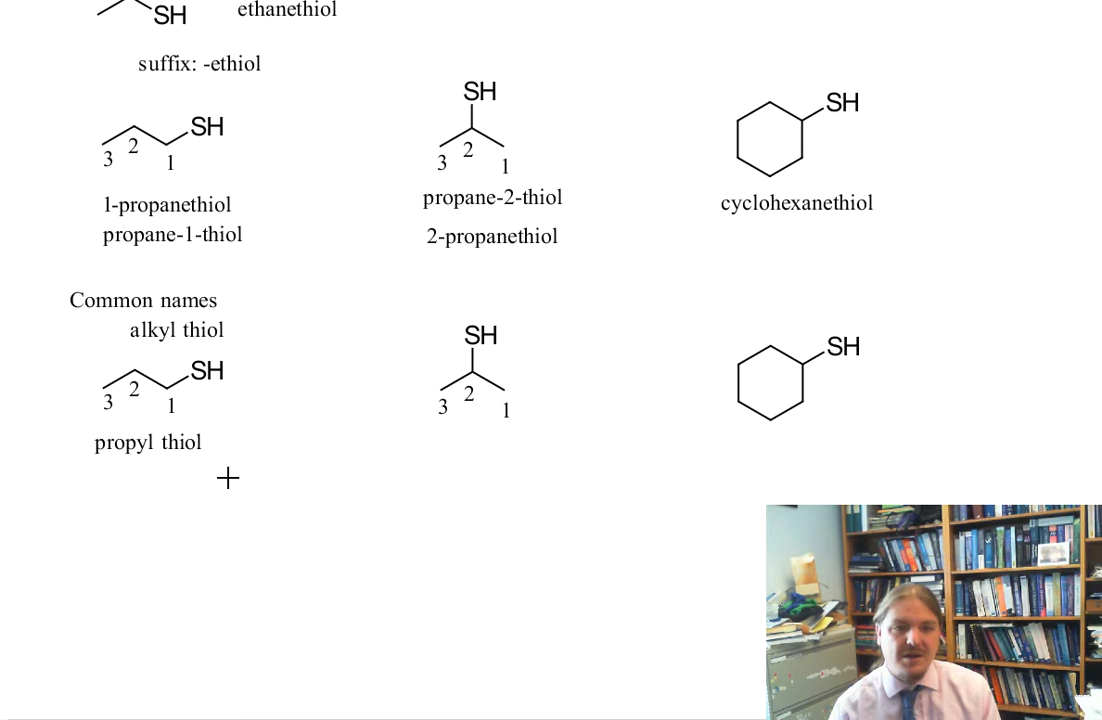 SH
ethanethiol
suffix: -ethiol
SH
3 2 1
1-propanethiol
propane-1-thiol
SH
3 2 1
propane-2-thiol
2-propanethiol
SH
cyclohexanethiol
Common names
alkyl thiol
SH
3 2 1
propyl thiol
SH
3 2 1
SH